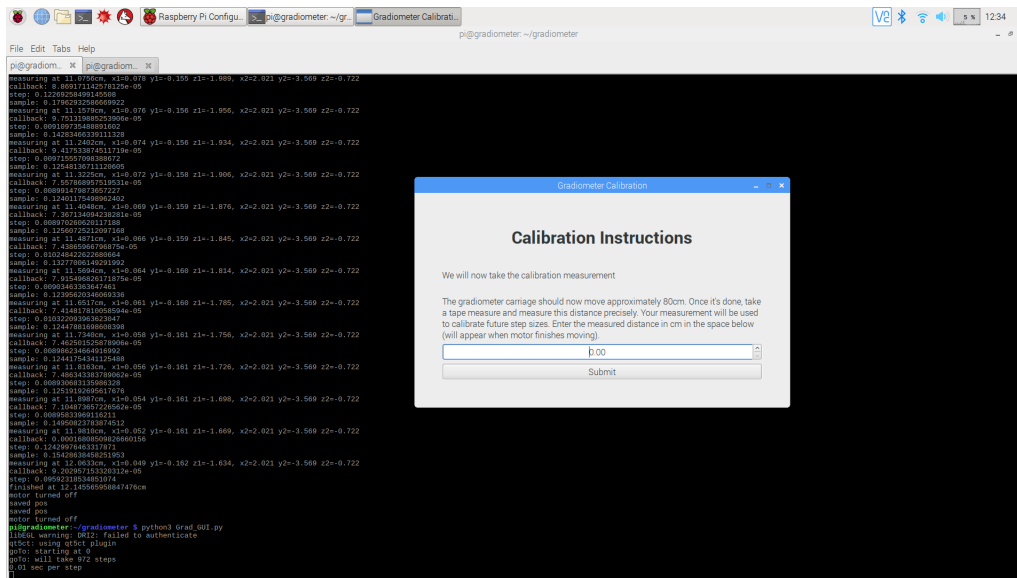 Raspberry Pi Configu...
pi@gradiometer: ~/gr...
Gradiometer Calibrati...
5 %
12:34
pi@gradiometer: ~/gradiometer
File Edit Tabs Help
pi@gradiom...
pi@gradiom...
measuring at 11.0756cm, x1=0.078 y1=-0.155 z1=-1.989, x2=2.021 y2=-3.569 z2=-0.722
callback: 8.869171142578125e-05
step: 0.12269258499145508
sample: 0.17962932586669922
measuring at 11.1579cm, x1=0.076 y1=-0.156 z1=-1.956, x2=2.021 y2=-3.569 z2=-0.722
callback: 9.751319885253906e-05
step: 0.009109735488891602
sample: 0.14283466339111328
measuring at 11.2402cm, x1=0.074 y1=-0.156 z1=-1.934, x2=2.021 y2=-3.569 z2=-0.722
callback: 9.417533874511719e-05
step: 0.009715557098388672
sample: 0.12548136711120605
measuring at 11.3225cm, x1=0.072 y1=-0.158 z1=-1.906, x2=2.021 y2=-3.569 z2=-0.722
callback: 7.557868957519531e-05
step: 0.008991479873657227
sample: 0.12401175498962402
measuring at 11.4048cm, x1=0.069 y1=-0.159 z1=-1.876, x2=2.021 y2=-3.569 z2=-0.722
callback: 7.367134094238281e-05
step: 0.008970260620117188
sample: 0.12560725212097168
measuring at 11.4871cm, x1=0.066 y1=-0.159 z1=-1.845, x2=2.021 y2=-3.569 z2=-0.722
callback: 7.43865966796875e-05
step: 0.010248422622680664
sample: 0.13277006149291992
measuring at 11.5694cm, x1=0.064 y1=-0.160 z1=-1.814, x2=2.021 y2=-3.569 z2=-0.722
callback: 7.915496826171875e-05
step: 0.00903463363647461
sample: 0.12395620346069336
measuring at 11.6517cm, x1=0.061 y1=-0.160 z1=-1.785, x2=2.021 y2=-3.569 z2=-0.722
callback: 7.414817810058594e-05
step: 0.010322093963623047
sample: 0.12447881698608398
measuring at 11.7340cm, x1=0.058 y1=-0.160 z1=-1.756, x2=2.021 y2=-3.569 z2=-0.722
callback: 7.462501525878906e-05
step: 0.008986234664916992
sample: 0.12441754341125488
measuring at 11.8163cm, x1=0.056 y1=-0.161 z1=-1.726, x2=2.021 y2=-3.569 z2=-0.722
callback: 7.486343383789062e-05
step: 0.008930683135986328
sample: 0.12519192695617676
measuring at 11.8987cm, x1=0.054 y1=-0.161 z1=-1.698, x2=2.021 y2=-3.569 z2=-0.722
callback: 7.104873657226562e-05
step: 0.00895833969116211
sample: 0.14950823783874512
measuring at 11.9810cm, x1=0.052 y1=-0.161 z1=-1.669, x2=2.021 y2=-3.569 z2=-0.722
callback: 0.00016808509826660156
step: 0.12429976463317871
sample: 0.15428638458251953
measuring at 12.0633cm, x1=0.049 y1=-0.162 z1=-1.634, x2=2.021 y2=-3.569 z2=-0.722
callback: 9.202957153320312e-05
step: 0.09592318534851074
finished at 12.145565958847476cm
motor turned off
saved pos
saved pos
motor turned off
pi@gradiometer:~/gradiometer $ python3 Grad_GUI.py
libEGL warning: DRI2: failed to authenticate
qt5ct: using qt5ct plugin
goTo: starting at 0
goTo: will take 972 steps
0.01 sec per step
Gradiometer Calibration
Calibration Instructions
We will now take the calibration measurement
The gradiometer carriage should now move approximately 80cm. Once it's done, take
a tape measure and measure this distance precisely. Your measurement will be used
to calibrate future step sizes. Enter the measured distance in cm in the space below
(will appear when motor finishes moving).
0.00
Submit